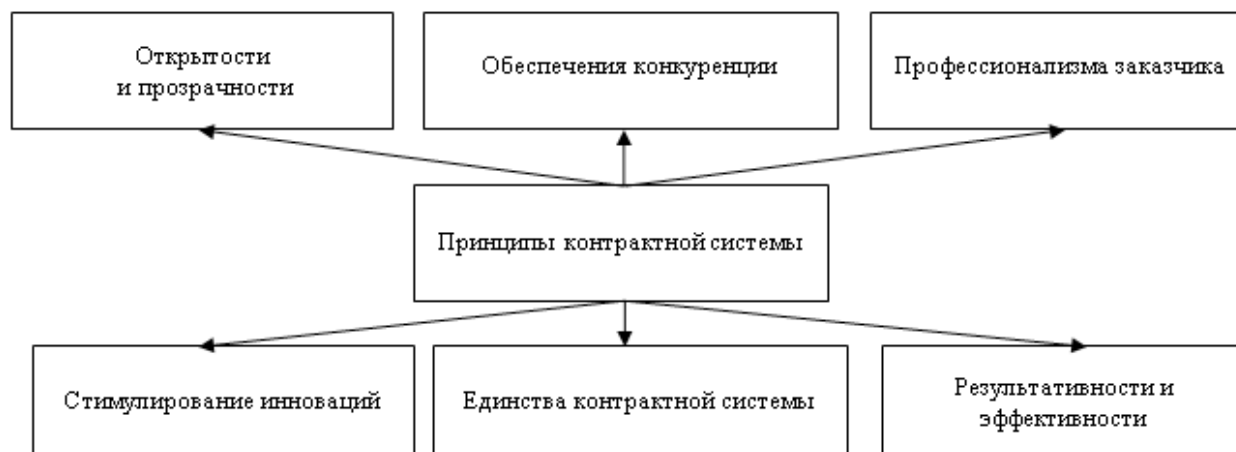 Открытости
и прозрачности
Обеспечения конкуренции
Профессионализма заказчика
Принципы контрактной системы
Стимулирование инноваций
Единства контрактной системы
Результативности и
эффективности